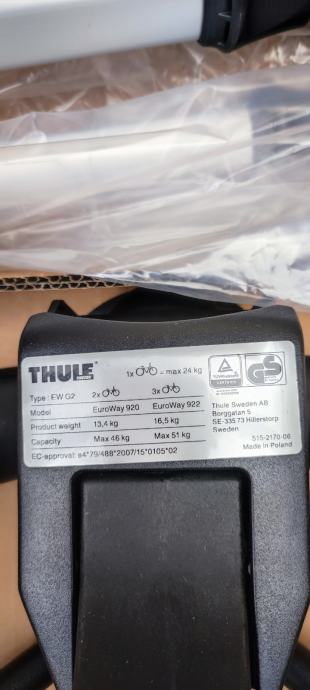 THULE
1x = max 24 kg
Type: EW G2 2x 3x
Model EuroWay 920 EuroWay 922
Product weight 13,4 kg 16,5 kg
Capacity Max 46 kg Max 51 kg
EC-approval: e4*79/488*2007/15*0105*02
GS
Thule Sweden AB
Borggatan 5
SE-335 73 Hillerstorp
Sweden
515-2170-06
Made in Poland